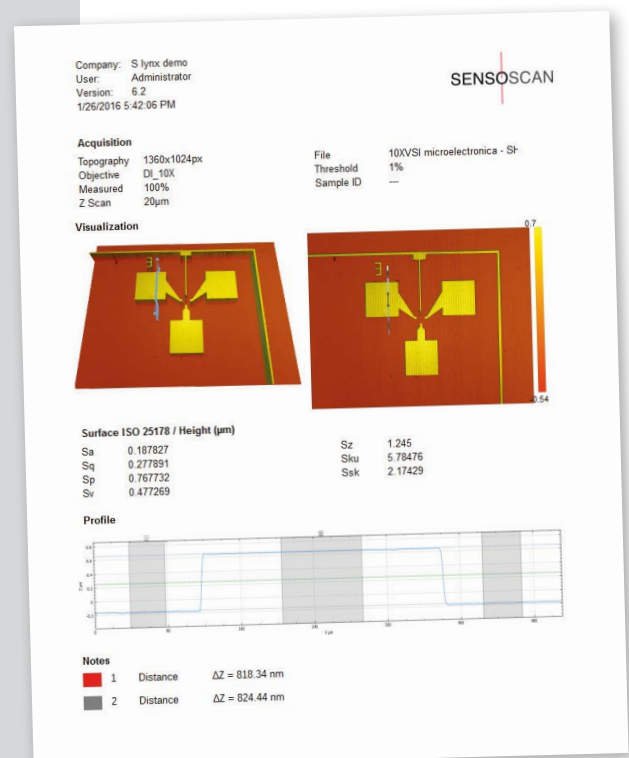 Company: S lynx demo
User: Administrator
Version: 6.2
1/26/2016 5:42:06 PM
SENSOSCAN
Acquisition
Topography 1360x1024px
Objective DI_10X
Measured 100%
Z Scan 20µm
File 10XVSI microelectronica - SH
Threshold 1%
Sample ID ---
Visualization
0.7
-0.54
Surface ISO 25178 / Height (µm)
Sa 0.187827
Sq 0.277891
Sp 0.767732
Sv 0.477269
Sz 1.245
Sku 5.78476
Ssk 2.17429
Profile
Notes
1 Distance ΔZ = 818.34 nm
2 Distance ΔZ = 824.44 nm